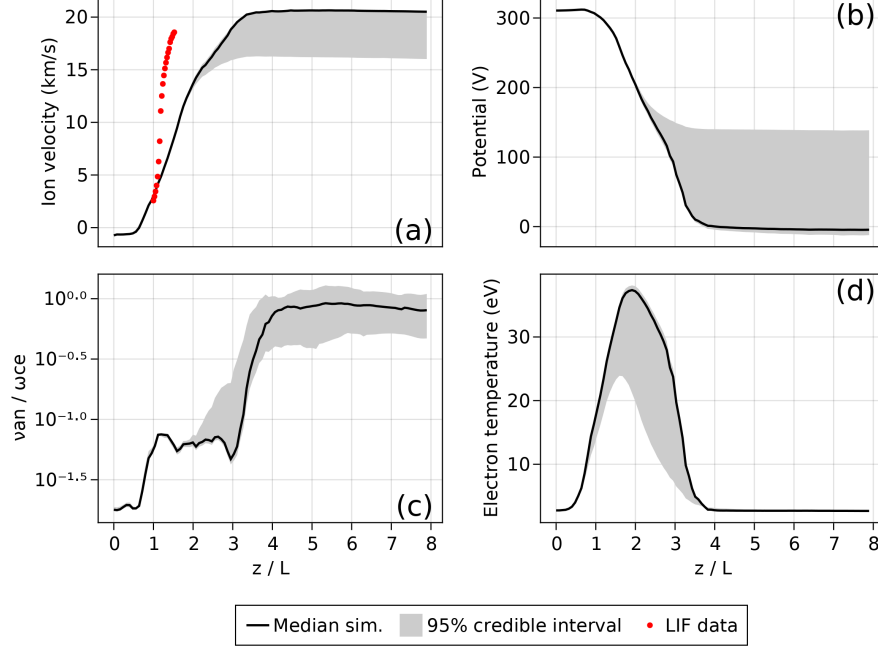 Ion velocity (km/s)
20
15
10
5
0
(a)
Potential (V)
300
200
100
0
(b)
νan / ωce
10⁰·⁰
10⁻⁰·⁵
10⁻¹·⁰
10⁻¹·⁵
(c)
0 1 2 3 4 5 6 7 8
z / L
Electron temperature (eV)
30
20
10
(d)
0 1 2 3 4 5 6 7 8
z / L
Median sim. 95% credible interval LIF data